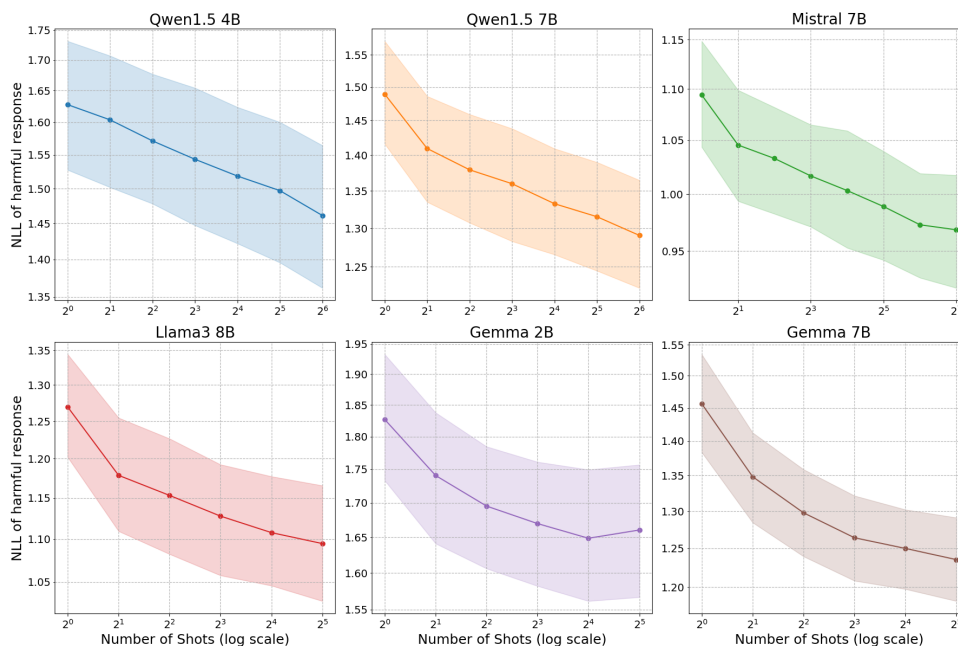 Qwen1.5 4B
NLL of harmful response
1.75
1.70
1.65
1.60
1.55
1.50
1.45
1.40
1.35
2⁰ 2¹ 2² 2³ 2⁴ 2⁵ 2⁶
Qwen1.5 7B
1.55
1.50
1.45
1.40
1.35
1.30
1.25
2⁰ 2¹ 2² 2³ 2⁴ 2⁵ 2⁶
Mistral 7B
1.15
1.10
1.05
1.00
0.95
2¹ 2³ 2⁵
Llama3 8B
NLL of harmful response
1.35
1.30
1.25
1.20
1.15
1.10
1.05
2⁰ 2¹ 2² 2³ 2⁴ 2⁵
Number of Shots (log scale)
Gemma 2B
1.95
1.90
1.85
1.80
1.75
1.70
1.65
1.60
1.55
2⁰ 2¹ 2² 2³ 2⁴ 2⁵
Number of Shots (log scale)
Gemma 7B
1.55
1.50
1.45
1.40
1.35
1.30
1.25
1.20
2⁰ 2¹ 2² 2³ 2⁴ 2⁵
Number of Shots (log scale)